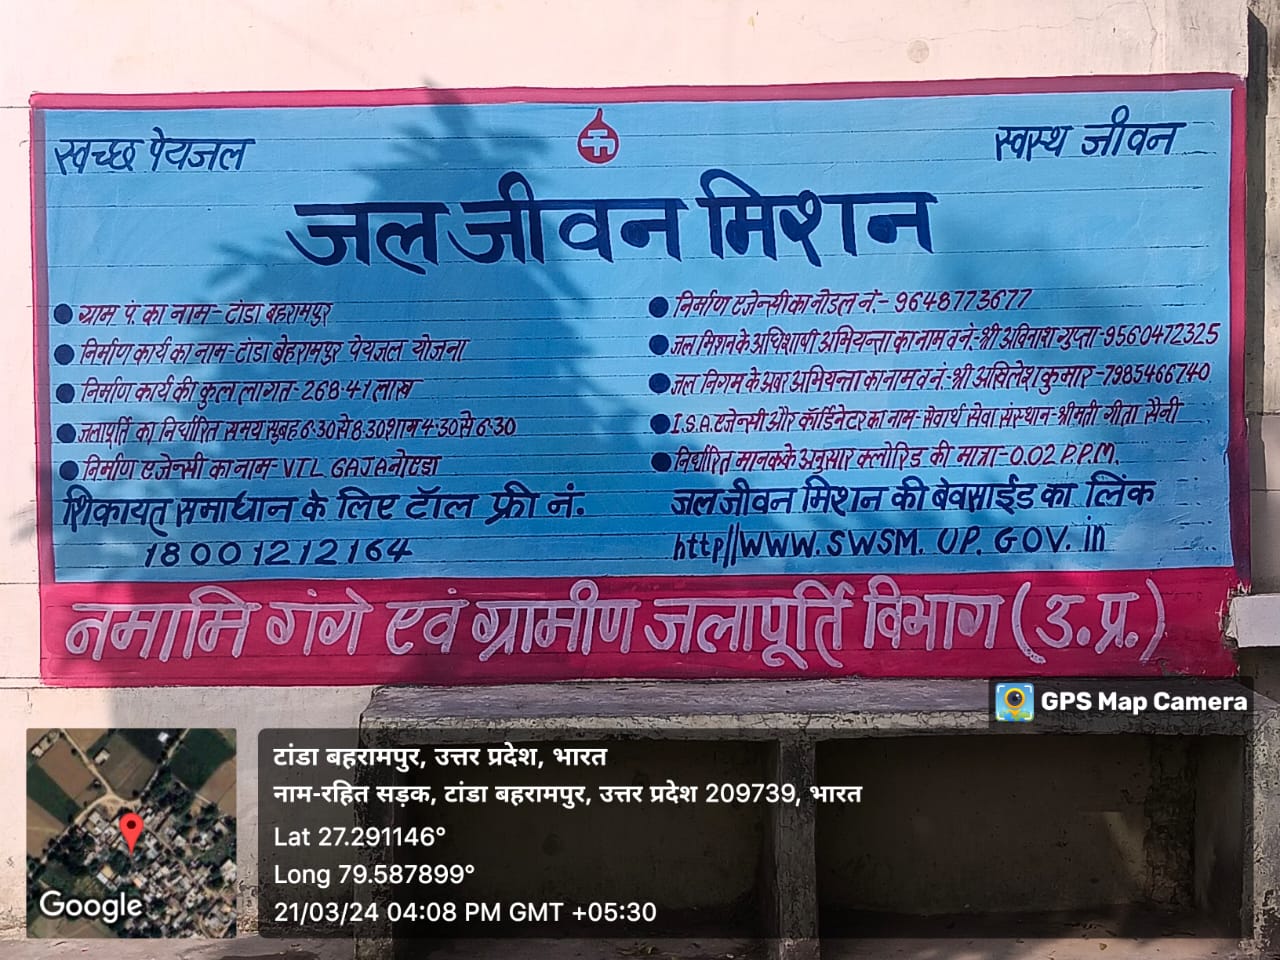 स्वच्छ पेयजल
स्वस्थ जीवन
जल जीवन मिशन
ग्राम पं. का नाम - टांडा बहरामपुर
निर्माण कार्य का नाम - टांडा बेहरामपुर पेयजल योजना
निर्माण कार्य की कुल लागत - 268.41 लाख
जलापूर्ति का निर्धारित समय सुबह 6:30 से 8.30 शाम 4:30 से 6:30
निर्माण एजेन्सी का नाम - VTL GAJA नोएडा
शिकायत समाधान के लिए टॉल फ्री नं.
18001212164
निर्माण एजेन्सी का नोडल नं.- 9648773677
जल मिशन के अधिशाषी अभियन्ता का नाम व नं.- श्री अविनाश गुप्ता - 9560472325
जल निगम के अवर अभियन्ता का नाम व नं.- श्री अखिलेश कुमार - 7985466740
I.S.A. एजेन्सी और कॉर्डिनेटर का नाम - सेवार्थ सेवा संस्थान - श्रीमती गीता सैनी
निर्धारित मानक के अनुसार क्लोरिड की मात्रा - 0.02 P.P.M.
जल जीवन मिशन की बेवसाईड का लिंक
http//WWW.SWSM.UP.GOV.in
नमामि गंगे एवं ग्रामीण जलापूर्ति विभाग (उ.प्र.)
GPS Map Camera
टांडा बहरामपुर, उत्तर प्रदेश, भारत
नाम-रहित सड़क, टांडा बहरामपुर, उत्तर प्रदेश 209739, भारत
Lat 27.291146°
Long 79.587899°
21/03/24 04:08 PM GMT +05:30
Google